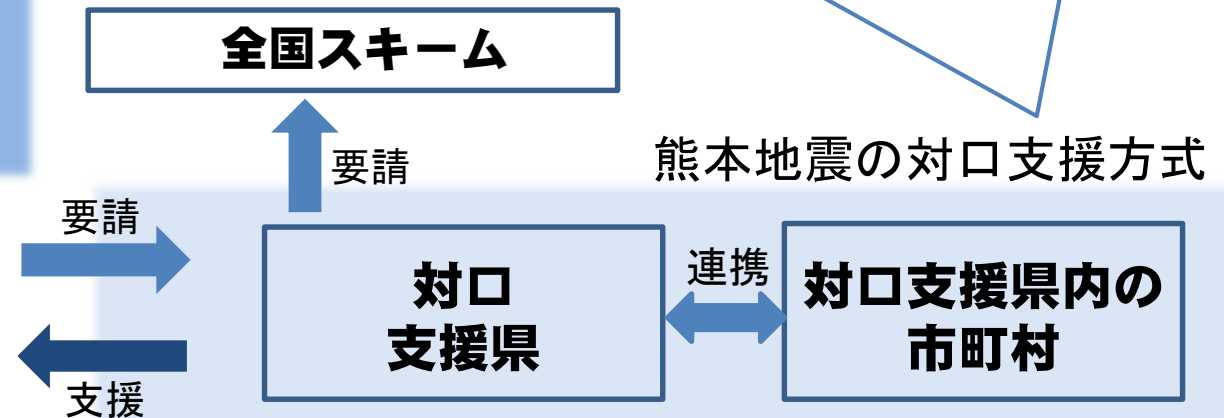 全国スキーム
要請
熊本地震の対口支援方式
要請
対口
支援県
連携
対口支援県内の
市町村
支援